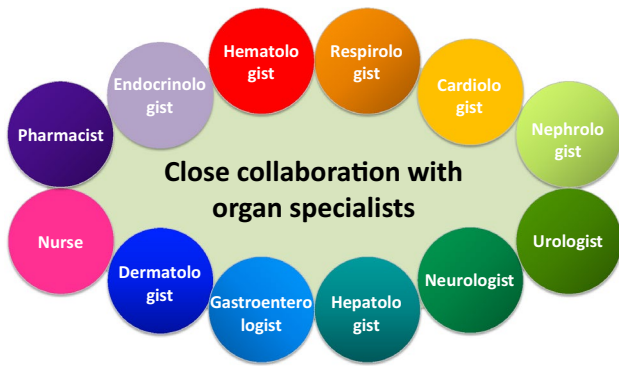 Hematolo
gist
Respirolo
gist
Endocrinolo
gist
Cardiolo
gist
Pharmacist
Nephrolo
gist
Close collaboration with
organ specialists
Nurse
Urologist
Dermatolo
gist
Neurologist
Gastroentero
logist
Hepatolo
gist